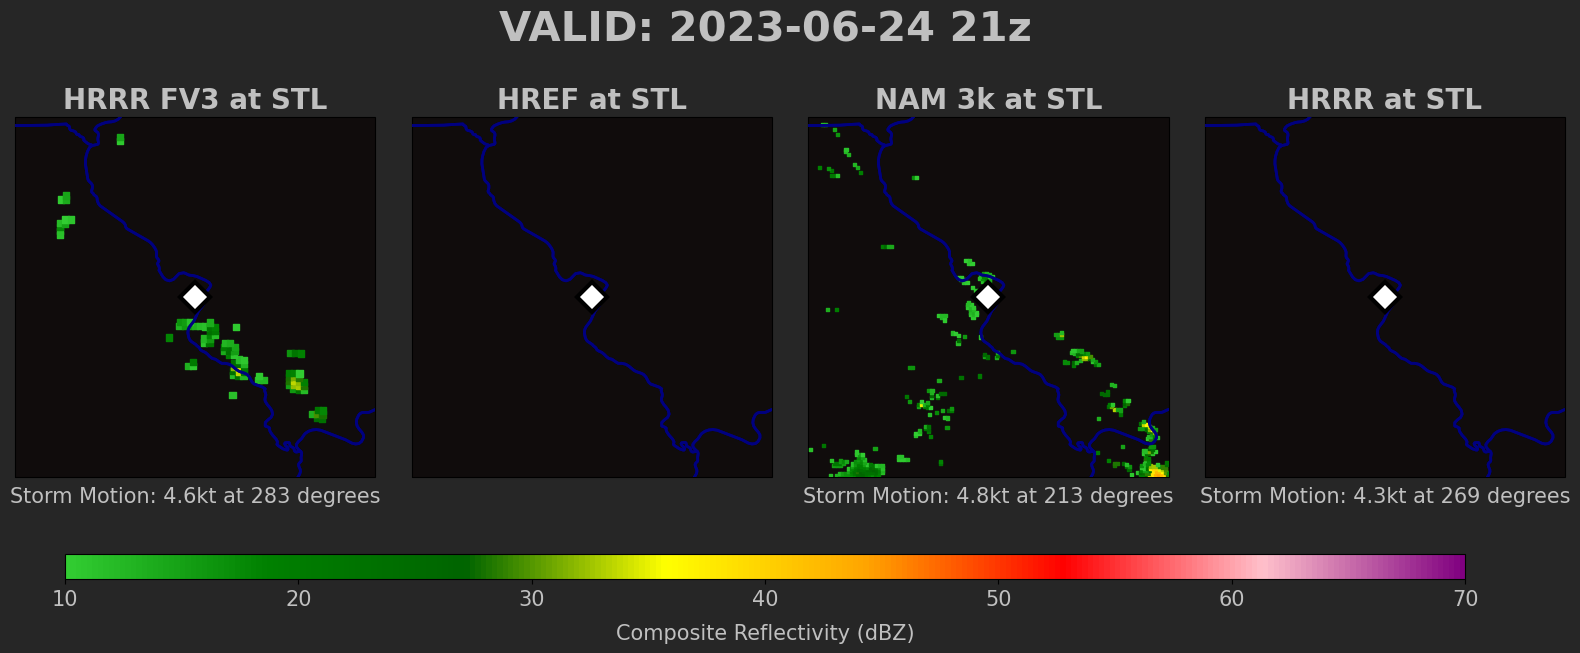 VALID: 2023-06-24 21z
HRRR FV3 at STL
HREF at STL
NAM 3k at STL
HRRR at STL
Storm Motion: 4.6kt at 283 degrees
Storm Motion: 4.8kt at 213 degrees
Storm Motion: 4.3kt at 269 degrees
10 20 30 40 50 60 70
Composite Reflectivity (dBZ)